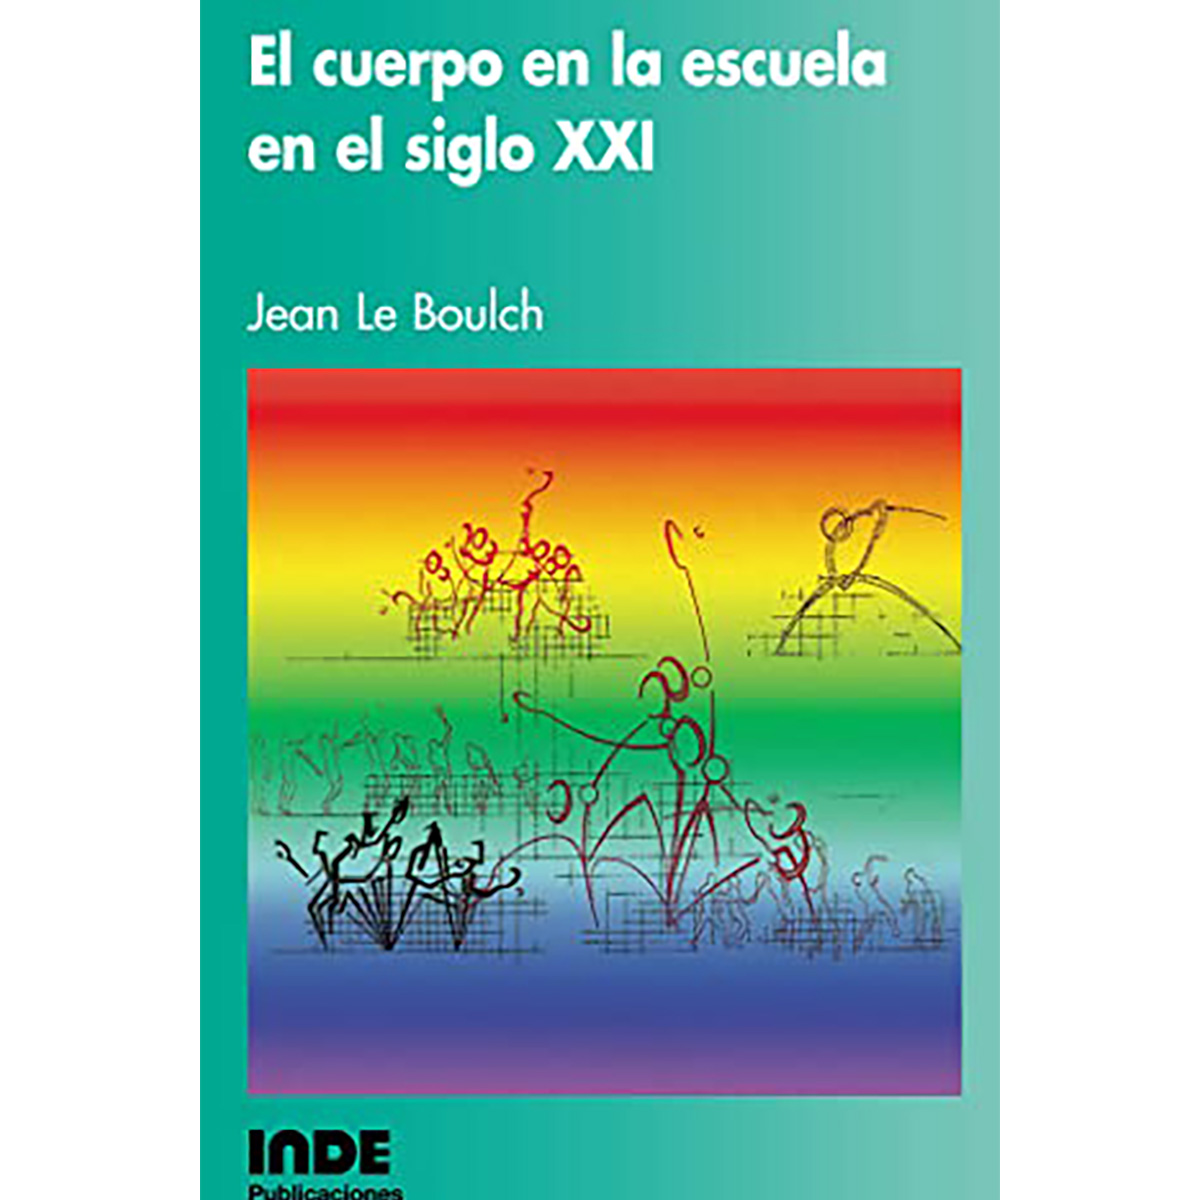 El cuerpo en la escuela
en el siglo XXI
Jean Le Boulch
INDE
Publicaciones